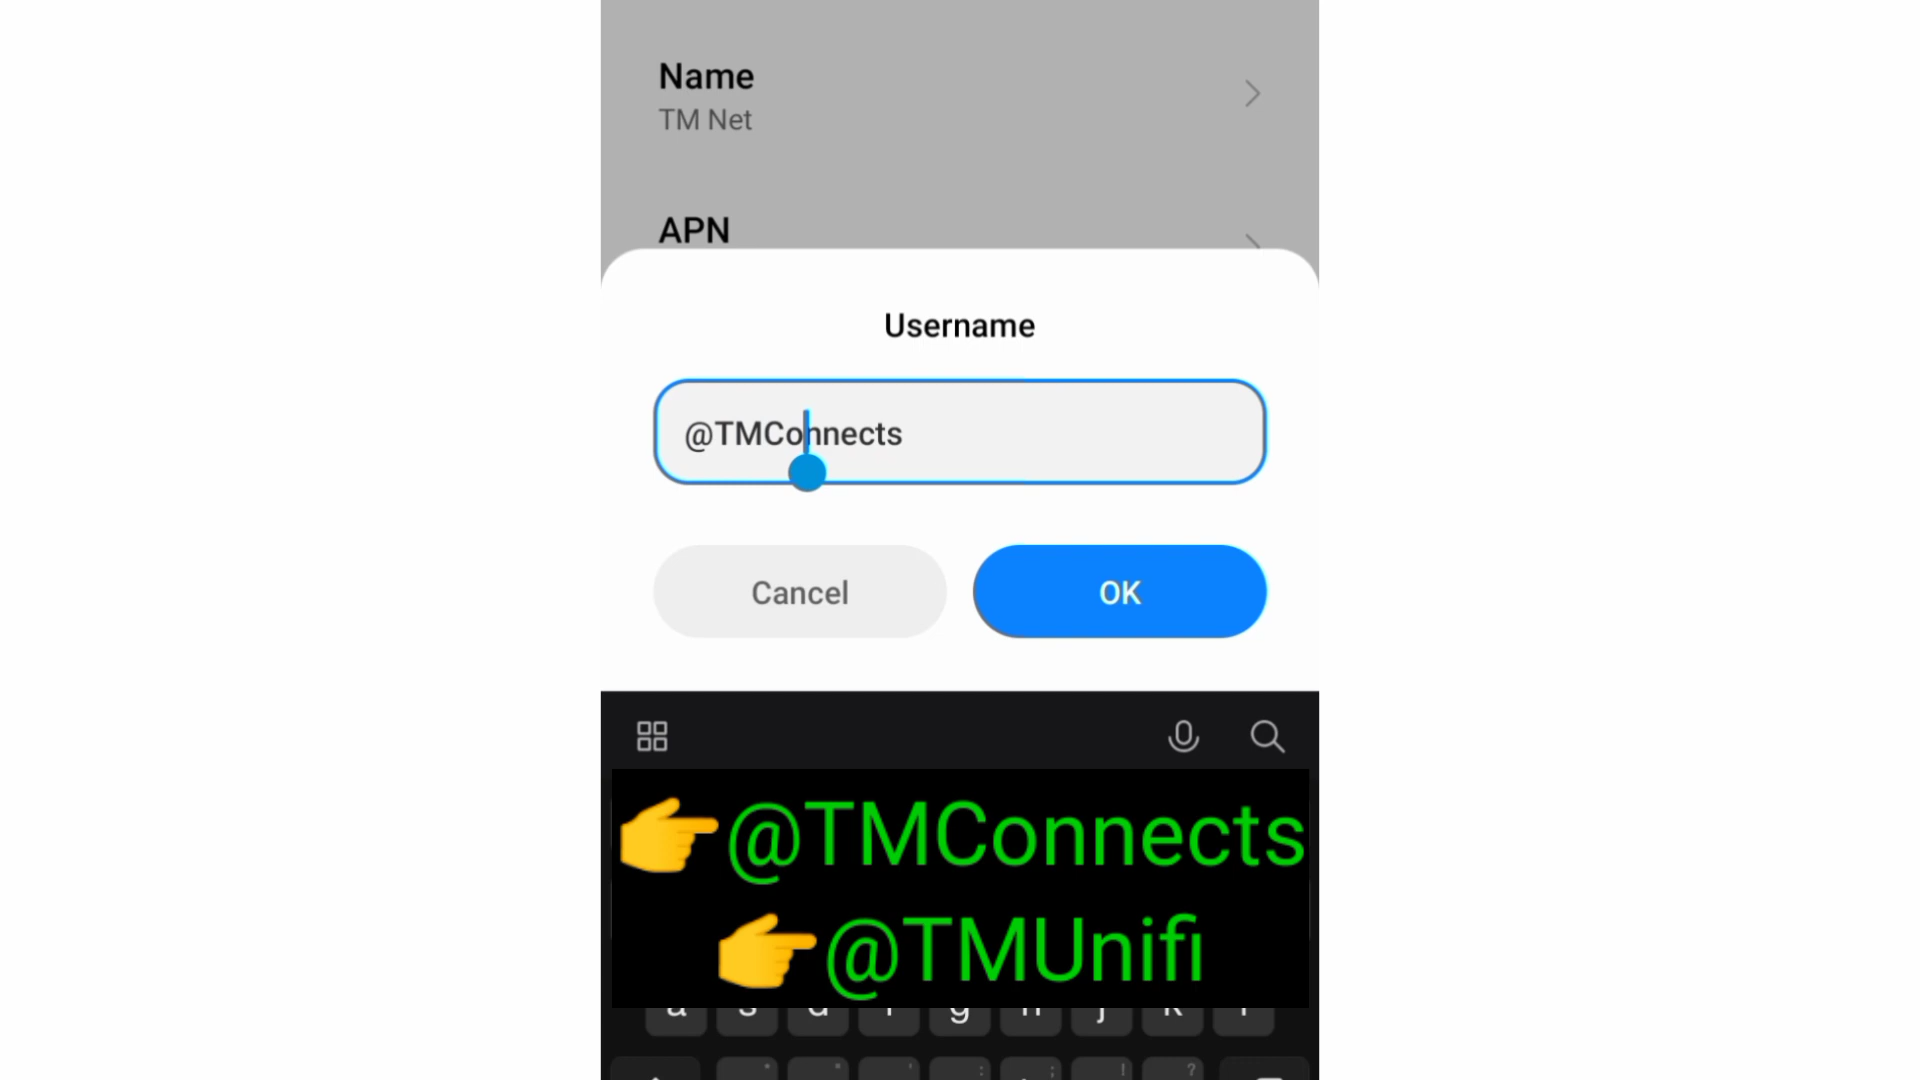 Name
TM Net
APN
Username
@TMConnects
Cancel
OK
👉@TMConnects
👉@TMUnifi
a s d f g h j k l